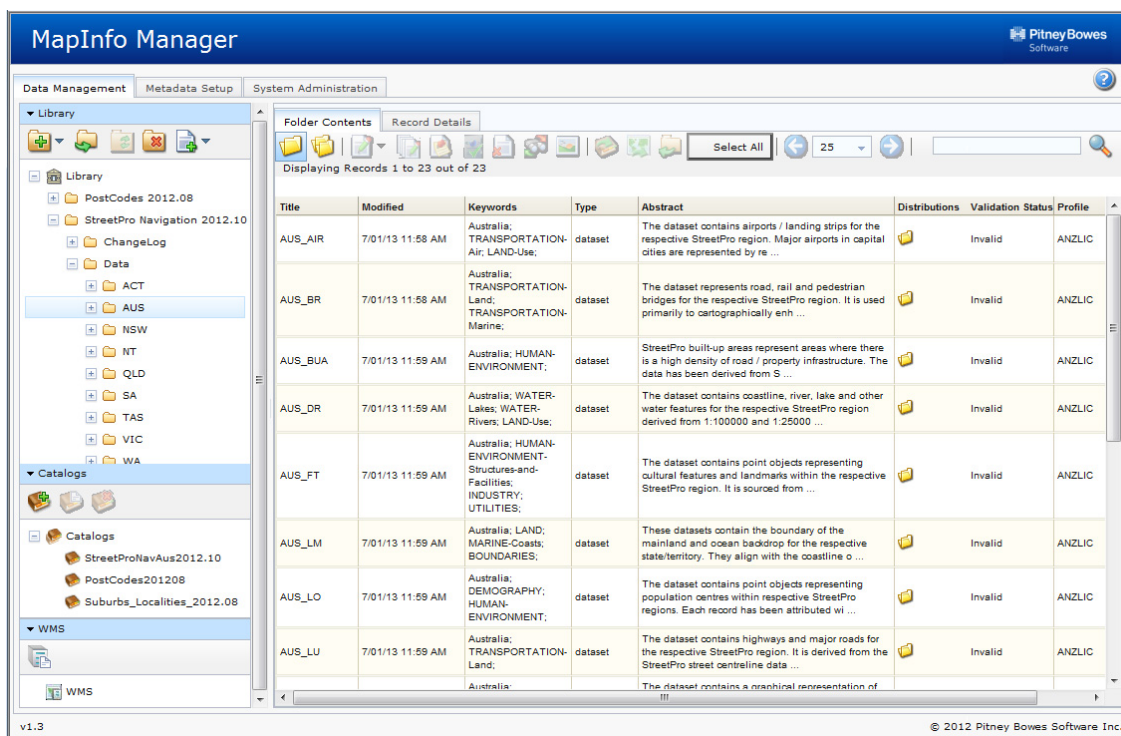 MapInfo Manager
PitneyBowes
Software
Data Management Metadata Setup System Administration
Library
Library
PostCodes 2012.08
StreetPro Navigation 2012.10
ChangeLog
Data
ACT
AUS
NSW
NT
QLD
SA
TAS
VIC
WA
Catalogs
Catalogs
StreetProNavAus2012.10
PostCodes201208
Suburbs_Localities_2012.08
WMS
WMS
Folder Contents Record Details
Select All 25
Displaying Records 1 to 23 out of 23
Title Modified Keywords Type Abstract Distributions Validation Status Profile
AUS_AIR 7/01/13 11:58 AM
Australia;
TRANSPORTATION-
Air; LAND-Use;
dataset
The dataset contains airports / landing strips for the
respective StreetPro region. Major airports in capital
cities are represented by re ...
Invalid ANZLIC
AUS_BR 7/01/13 11:58 AM
Australia;
TRANSPORTATION-
Land;
TRANSPORTATION-
Marine;
dataset
The dataset represents road, rail and pedestrian
bridges for the respective StreetPro region. It is used
primarily to cartographically enh ...
Invalid ANZLIC
AUS_BUA 7/01/13 11:59 AM
Australia; HUMAN-
ENVIRONMENT;
dataset
StreetPro built-up areas represent areas where there
is a high density of road / property infrastructure. The
data has been derived from S ...
Invalid ANZLIC
AUS_DR 7/01/13 11:59 AM
Australia; WATER-
Lakes; WATER-
Rivers; LAND-Use;
dataset
The dataset contains coastline, river, lake and other
water features for the respective StreetPro region
derived from 1:100000 and 1:25000 ...
Invalid ANZLIC
AUS_FT 7/01/13 11:59 AM
Australia; HUMAN-
ENVIRONMENT-
Structures-and-
Facilities;
INDUSTRY;
UTILITIES;
dataset
The dataset contains point objects representing
cultural features and landmarks within the respective
StreetPro region. It is sourced from ...
Invalid ANZLIC
AUS_LM 7/01/13 11:59 AM
Australia; LAND;
MARINE-Coasts;
BOUNDARIES;
dataset
These datasets contain the boundary of the
mainland and ocean backdrop for the respective
state/territory. They align with the coastline o ...
Invalid ANZLIC
AUS_LO 7/01/13 11:59 AM
Australia;
DEMOGRAPHY;
HUMAN-
ENVIRONMENT;
dataset
The dataset contains point objects representing
population centres within respective StreetPro
regions. Each record has been attributed wi ...
Invalid ANZLIC
AUS_LU 7/01/13 11:59 AM
Australia;
TRANSPORTATION-
Land;
dataset
The dataset contains highways and major roads for
the respective StreetPro region. It is derived from the
StreetPro street centreline data ...
Invalid ANZLIC
Australia;
The dataset contains a graphical representation of
v1.3
© 2012 Pitney Bowes Software Inc.